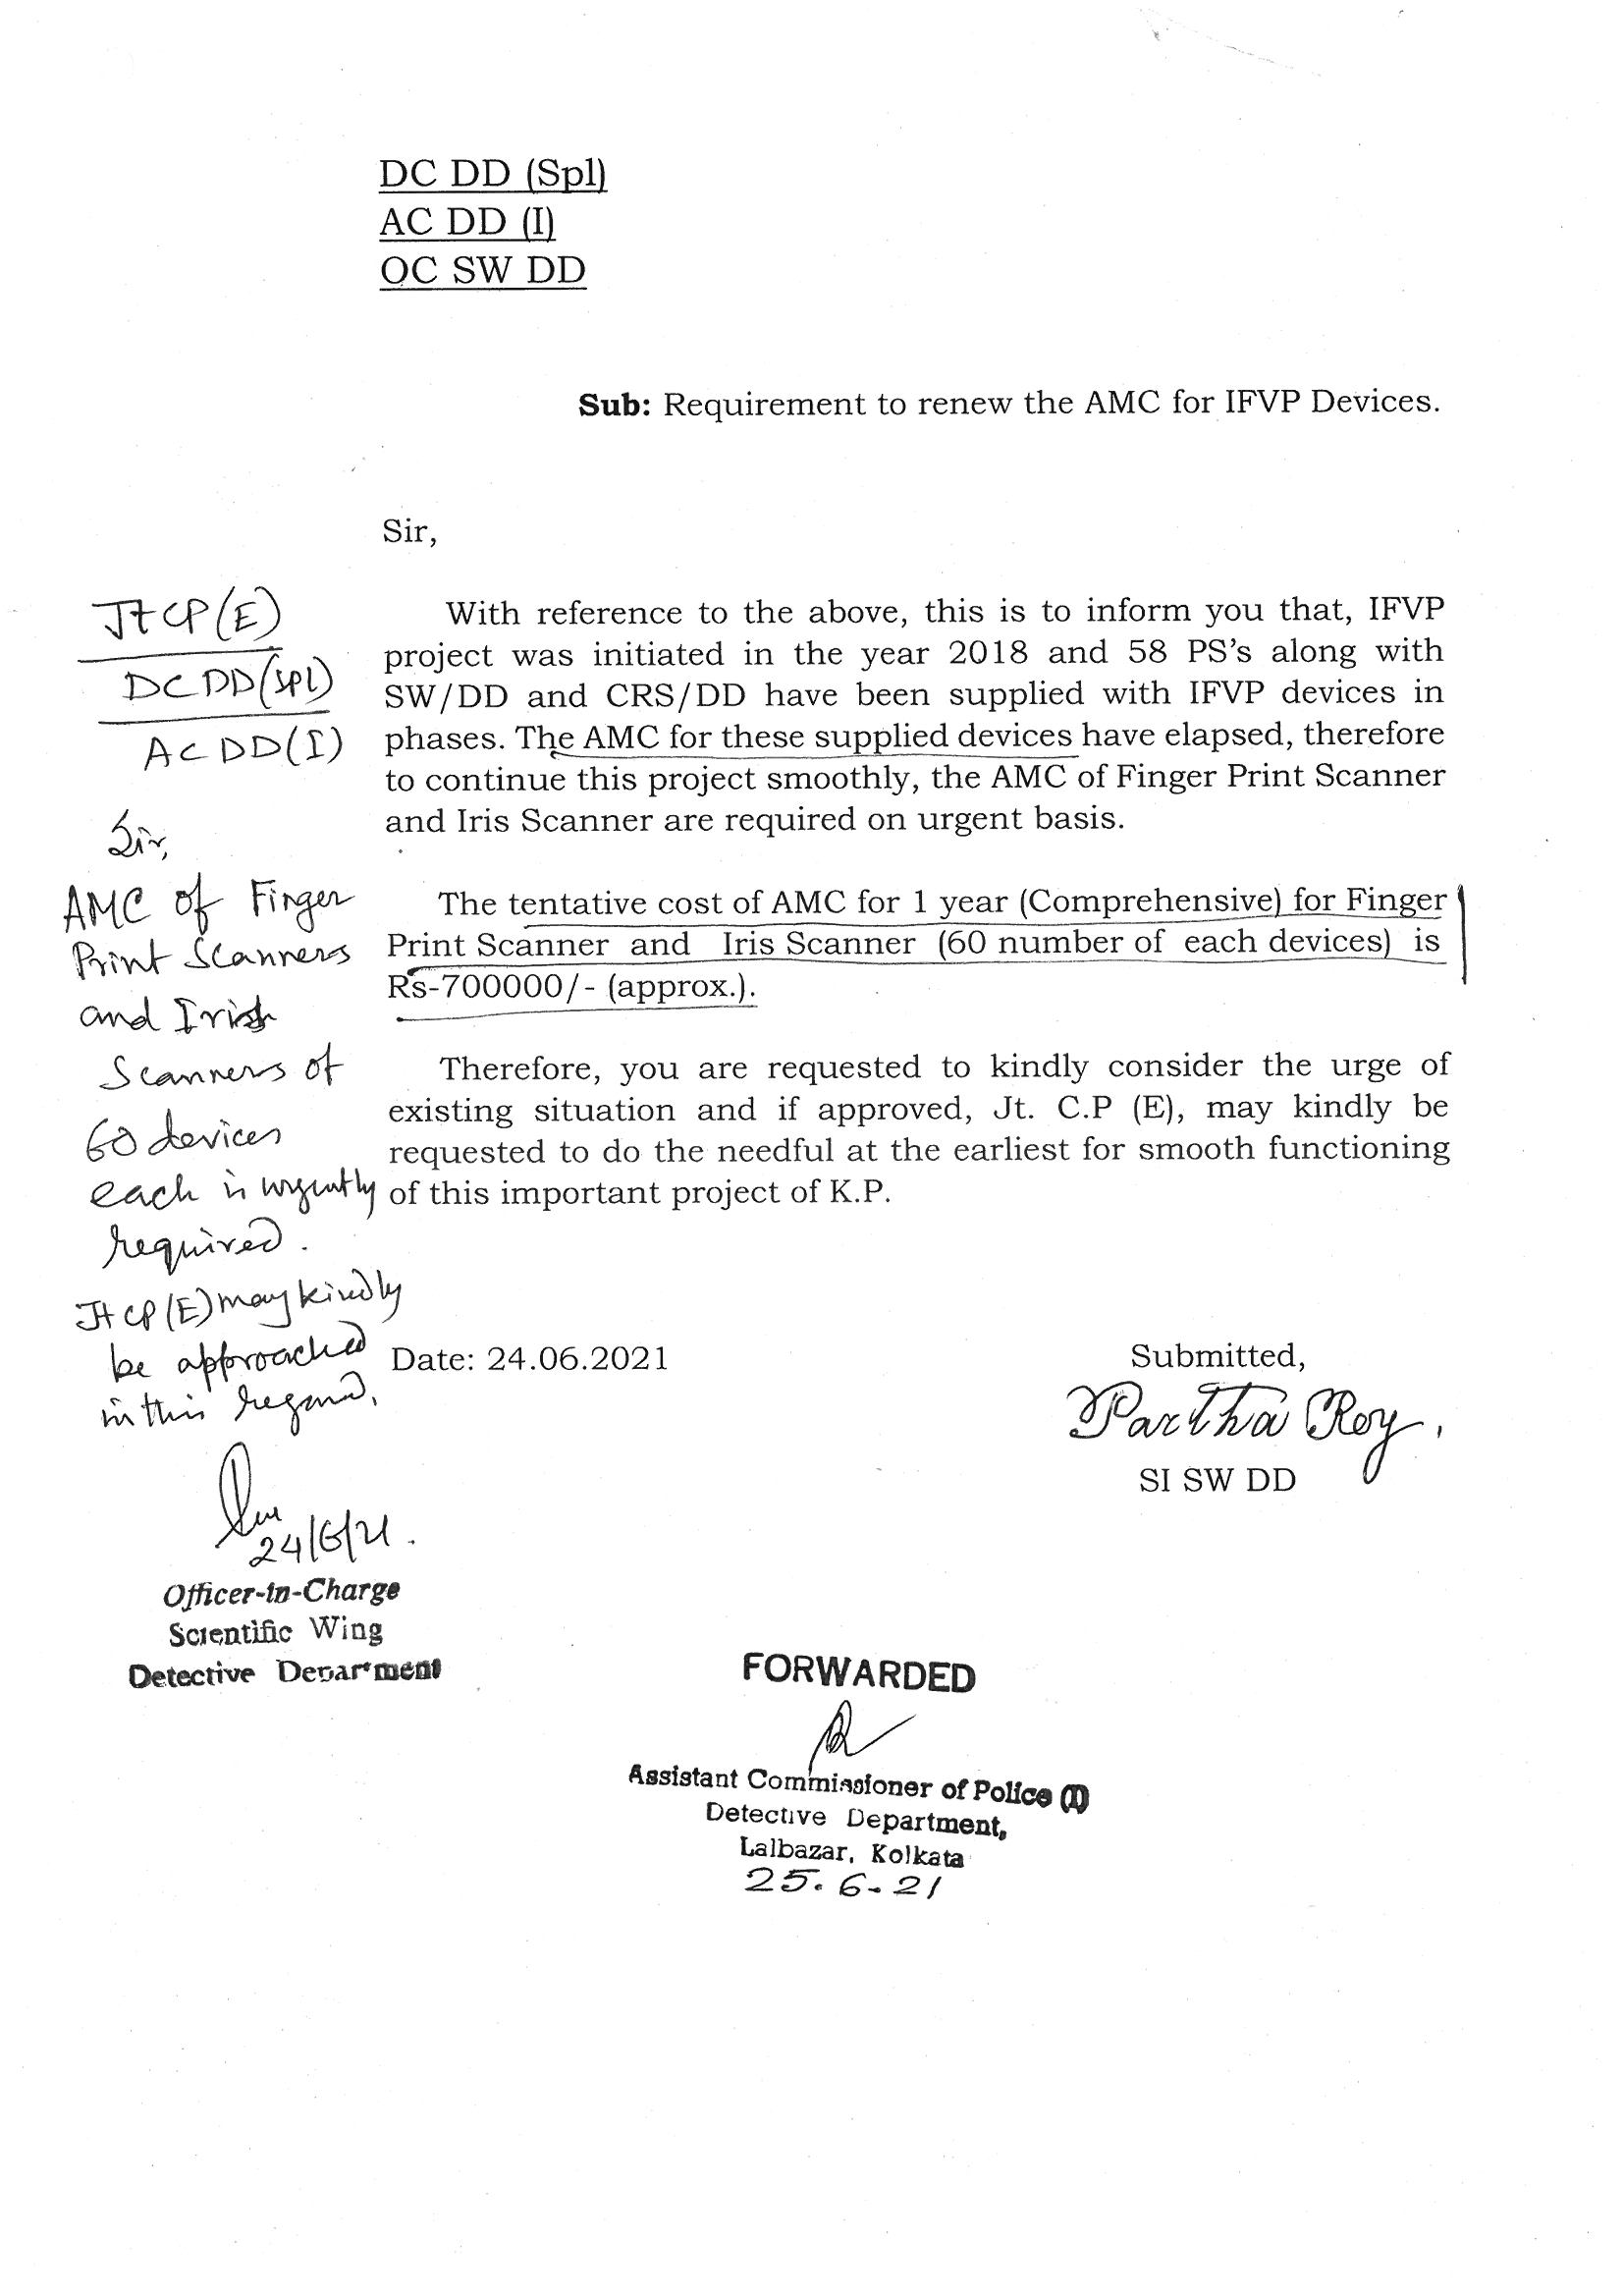 DC DD (Spl)
AC DD (I)
OC SW DD
Sub: Requirement to renew the AMC for IFVP Devices.
Sir,
With reference to the above, this is to inform you that, IFVP
project was initiated in the year 2018 and 58 PS's along with
SW/DD and CRS/DD have been supplied with IFVP devices in
phases. The AMC for these supplied devices have elapsed, therefore
to continue this project smoothly, the AMC of Finger Print Scanner
and Iris Scanner are required on urgent basis.
The tentative cost of AMC for 1 year (Comprehensive) for Finger
Print Scanner and Iris Scanner (60 number of each devices) is
Rs-700000/- (approx.).
Therefore, you are requested to kindly consider the urge of
existing situation and if approved, Jt. C.P (E), may kindly be
requested to do the needful at the earliest for smooth functioning
of this important project of K.P.
Date: 24.06.2021
Submitted,
Partha Roy,
SI SW DD
Jt CP (E)
DC DD (Spl)
AC DD (I)
Sir,
AMC of Finger
Print Scanners
and Irish
Scanners of
60 devices
each is urgently
required.
Jt CP (E) may kindly
be approached
in this regard,
24/6/21.
Officer-in-Charge
Scientific Wing
Detective Department
FORWARDED
Assistant Commissioner of Police (I)
Detective Department,
Lalbazar, Kolkata
25.6.21